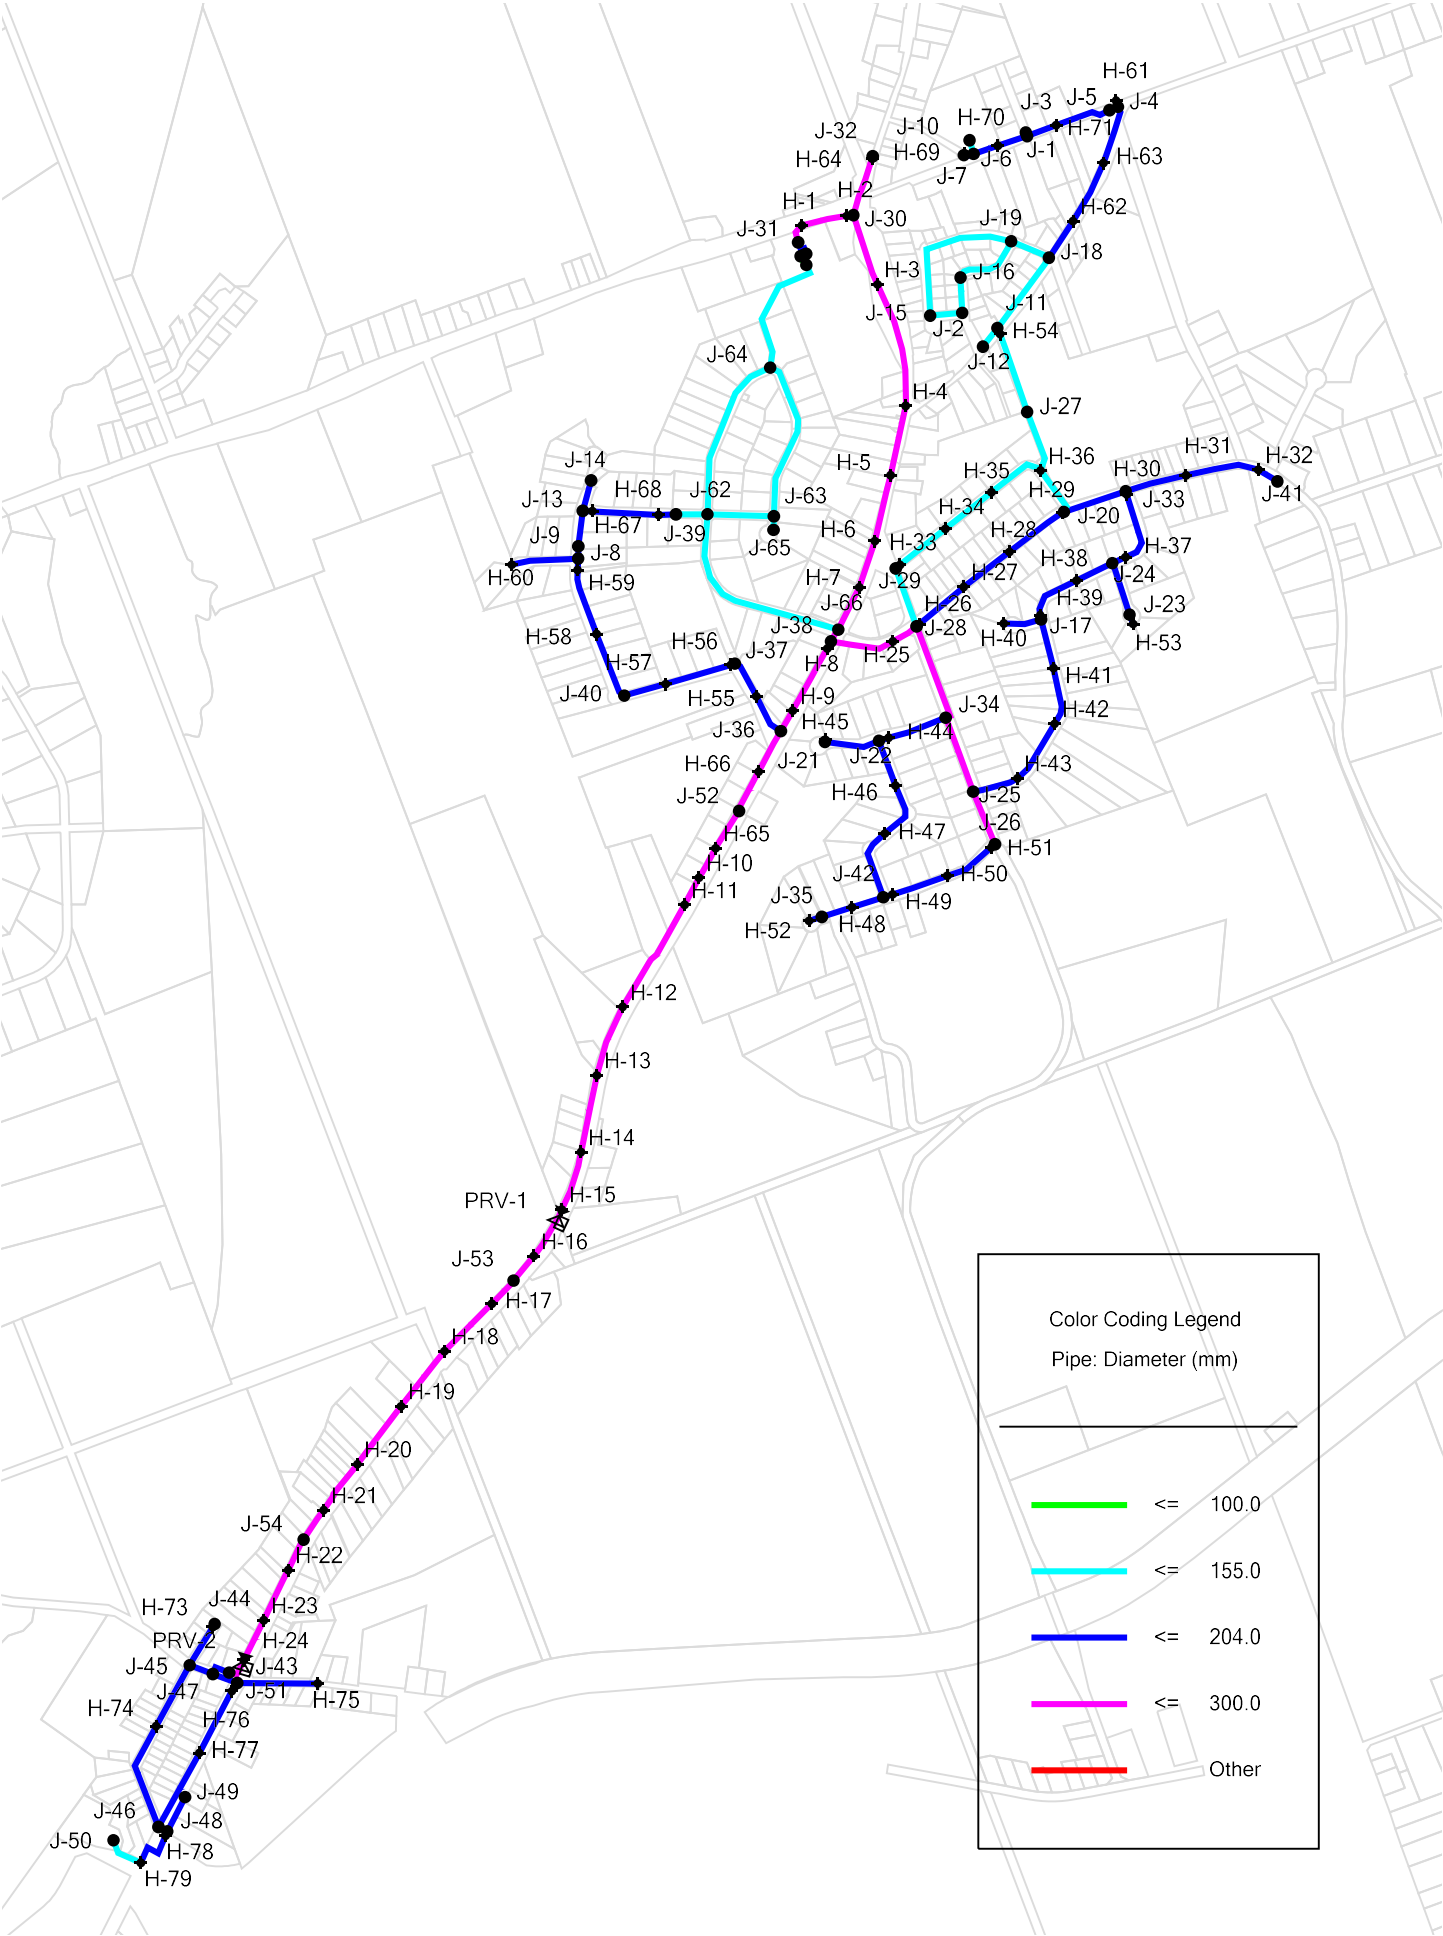 H-61
J-3
J-5
J-4
H-70
J-10
J-32
H-71
H-69
J-6
J-1
H-64
J-7
H-63
H-2
H-1
H-62
J-30
J-19
J-31
J-18
H-3
J-16
J-11
J-15
J-2
H-54
J-64
J-12
H-4
J-27
H-5
J-14
H-36
H-31
H-32
H-35
H-30
J-13
H-68
J-62
J-63
H-29
J-33
J-41
H-34
J-20
H-67
J-39
J-9
H-6
H-28
J-65
H-33
J-8
H-37
H-38
H-60
H-59
H-7
J-29
H-27
J-24
J-66
H-26
H-39
J-23
H-58
J-38
J-28
H-40
J-17
H-53
H-56
J-37
H-25
H-57
H-8
H-41
J-40
H-55
H-9
J-34
H-45
H-42
J-36
H-44
J-21
J-22
H-66
H-43
H-46
J-52
J-25
J-26
H-65
H-47
H-10
H-51
J-42
H-50
H-11
J-35
H-49
H-48
H-52
H-12
H-13
H-14
H-15
PRV-1
H-16
J-53
H-17
H-18
H-19
H-20
H-21
J-54
H-22
J-44
H-73
H-23
PRV-2
H-24
J-45
J-43
J-47
J-51
H-75
H-74
H-76
H-77
J-49
J-46
J-48
J-50
H-78
H-79
Color Coding Legend
Pipe: Diameter (mm)
<= 100.0
<= 155.0
<= 204.0
<= 300.0
Other